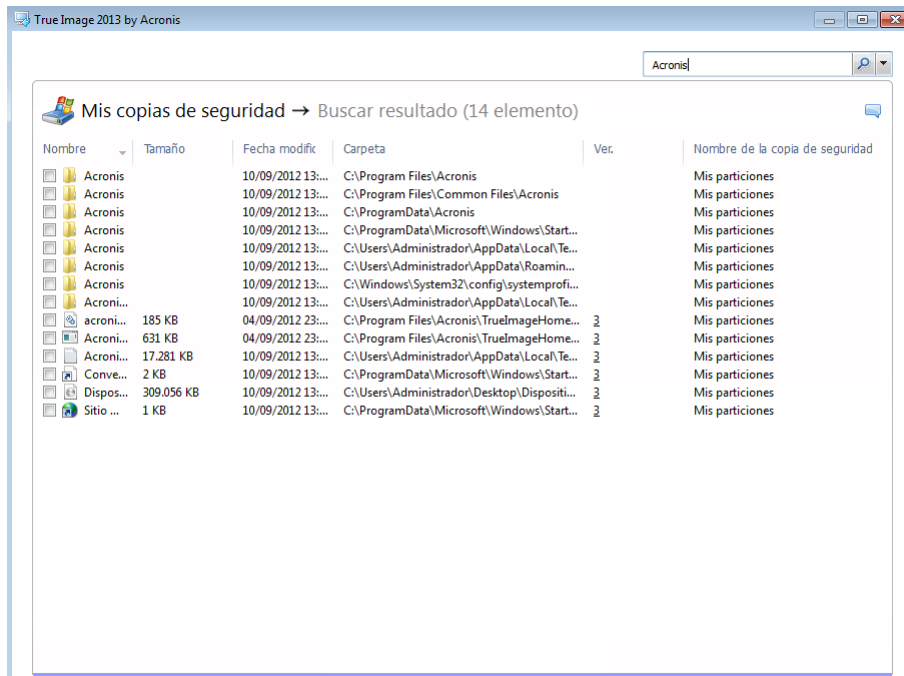 True Image 2013 by Acronis
Acronis
Mis copias de seguridad → Buscar resultado (14 elemento)
Nombre Tamaño Fecha modific Carpeta Ver. Nombre de la copia de seguridad
Acronis 10/09/2012 13:... C:\Program Files\Acronis Mis particiones
Acronis 10/09/2012 13:... C:\Program Files\Common Files\Acronis Mis particiones
Acronis 10/09/2012 13:... C:\ProgramData\Acronis Mis particiones
Acronis 10/09/2012 13:... C:\ProgramData\Microsoft\Windows\Start... Mis particiones
Acronis 10/09/2012 13:... C:\Users\Administrador\AppData\Local\Te... Mis particiones
Acronis 10/09/2012 13:... C:\Users\Administrador\AppData\Roamin... Mis particiones
Acronis 10/09/2012 13:... C:\Windows\System32\config\systemprofi... Mis particiones
Acroni... 10/09/2012 13:... C:\Users\Administrador\AppData\Local\Te... Mis particiones
acroni... 185 KB 04/09/2012 23:... C:\Program Files\Acronis\TrueImageHome... 3 Mis particiones
Acroni... 631 KB 04/09/2012 23:... C:\Program Files\Acronis\TrueImageHome... 3 Mis particiones
Acroni... 17.281 KB 10/09/2012 13:... C:\Users\Administrador\AppData\Local\Te... 3 Mis particiones
Conve... 2 KB 10/09/2012 13:... C:\ProgramData\Microsoft\Windows\Start... 3 Mis particiones
Dispos... 309.056 KB 10/09/2012 13:... C:\Users\Administrador\Desktop\Dispositi... 3 Mis particiones
Sitio ... 1 KB 10/09/2012 13:... C:\ProgramData\Microsoft\Windows\Start... 3 Mis particiones